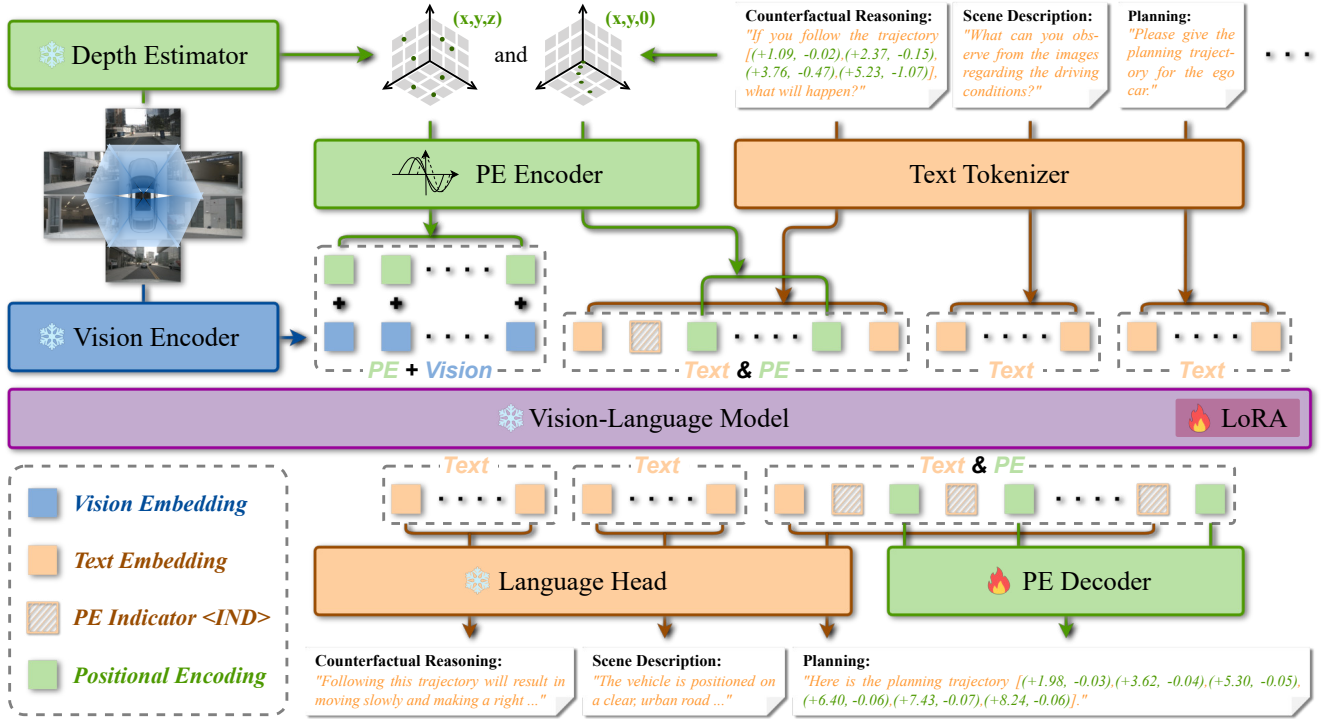 Depth Estimator
(x,y,z)
and
(x,y,0)
Counterfactual Reasoning:
"If you follow the trajectory
[(+1.09, -0.02),(+2.37, -0.15),
(+3.76, -0.47),(+5.23, -1.07)],
what will happen?"
Scene Description:
"What can you obs-
erve from the images
regarding the driving
conditions?"
Planning:
"Please give the
planning traject-
ory for the ego
car."
PE Encoder
Text Tokenizer
Vision Encoder
PE + Vision
Text & PE
Text
Text
Vision-Language Model
LoRA
Text
Text
Text & PE
Vision Embedding
Text Embedding
PE Indicator <IND>
Positional Encoding
Language Head
PE Decoder
Counterfactual Reasoning:
"Following this trajectory will result in
moving slowly and making a right ..."
Scene Description:
"The vehicle is positioned on
a clear, urban road ..."
Planning:
"Here is the planning trajectory [(+1.98, -0.03),(+3.62, -0.04),(+5.30, -0.05),
(+6.40, -0.06),(+7.43, -0.07),(+8.24, -0.06)]."